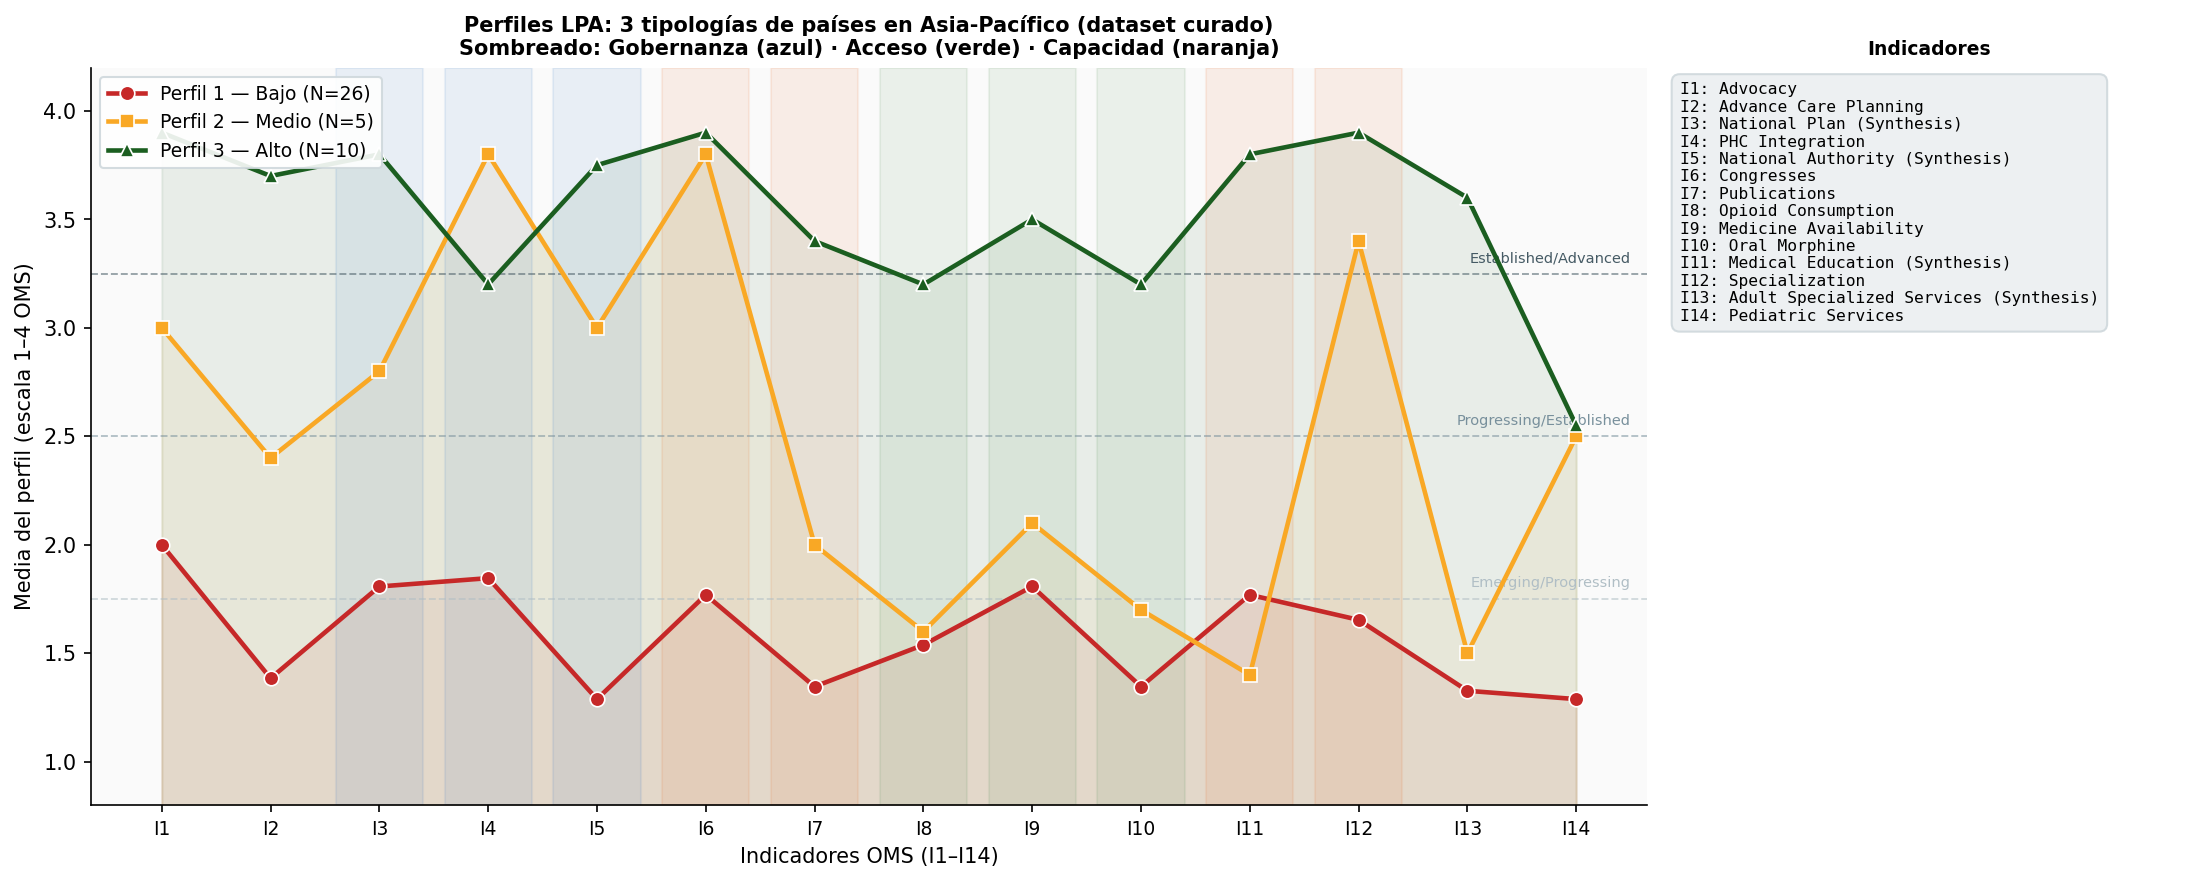 Perfiles LPA: 3 tipologías de países en Asia-Pacífico (dataset curado)
Sombreado: Gobernanza (azul) · Acceso (verde) · Capacidad (naranja)
Perfil 1 — Bajo (N=26)
Perfil 2 — Medio (N=5)
Perfil 3 — Alto (N=10)
Media del perfil (escala 1–4 OMS)
4.0
3.5
3.0
2.5
2.0
1.5
1.0
Established/Advanced
Progressing/Established
Emerging/Progressing
I1 I2 I3 I4 I5 I6 I7 I8 I9 I10 I11 I12 I13 I14
Indicadores OMS (I1–I14)
Indicadores
I1: Advocacy
I2: Advance Care Planning
I3: National Plan (Synthesis)
I4: PHC Integration
I5: National Authority (Synthesis)
I6: Congresses
I7: Publications
I8: Opioid Consumption
I9: Medicine Availability
I10: Oral Morphine
I11: Medical Education (Synthesis)
I12: Specialization
I13: Adult Specialized Services (Synthesis)
I14: Pediatric Services